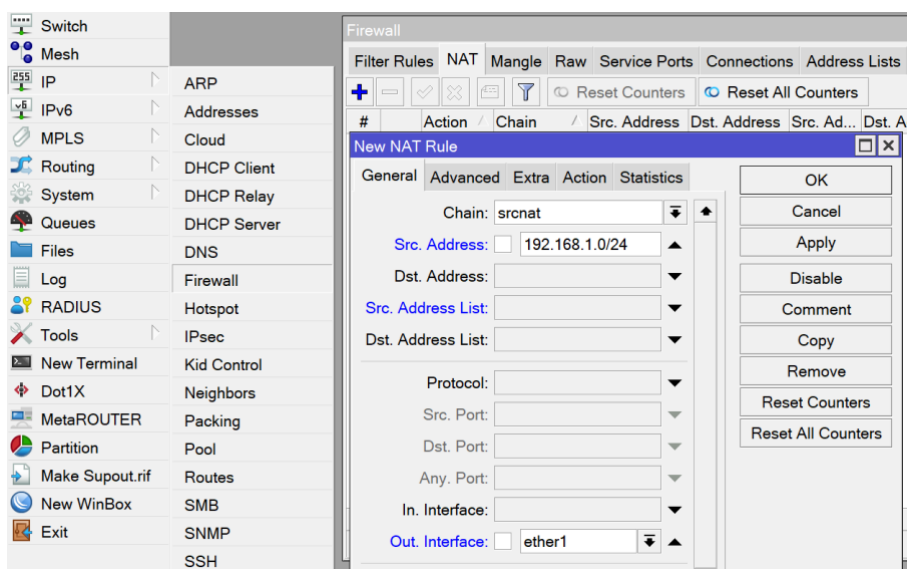 Switch
Mesh
255
IP
v6
IPv6
MPLS
Routing
System
Queues
Files
Log
RADIUS
Tools
New Terminal
Dot1X
MetaROUTER
Partition
Make Supout.rif
New WinBox
Exit
ARP
Addresses
Cloud
DHCP Client
DHCP Relay
DHCP Server
DNS
Firewall
Hotspot
IPsec
Kid Control
Neighbors
Packing
Pool
Routes
SMB
SNMP
SSH
Firewall
Filter Rules NAT Mangle Raw Service Ports Connections Address Lists
Reset Counters Reset All Counters
# Action Chain Src. Address Dst. Address Src. Ad... Dst. A
New NAT Rule
General Advanced Extra Action Statistics
Chain: srcnat
Src. Address: 192.168.1.0/24
Dst. Address:
Src. Address List:
Dst. Address List:
Protocol:
Src. Port:
Dst. Port:
Any. Port:
In. Interface:
Out. Interface: ether1
OK
Cancel
Apply
Disable
Comment
Copy
Remove
Reset Counters
Reset All Counters